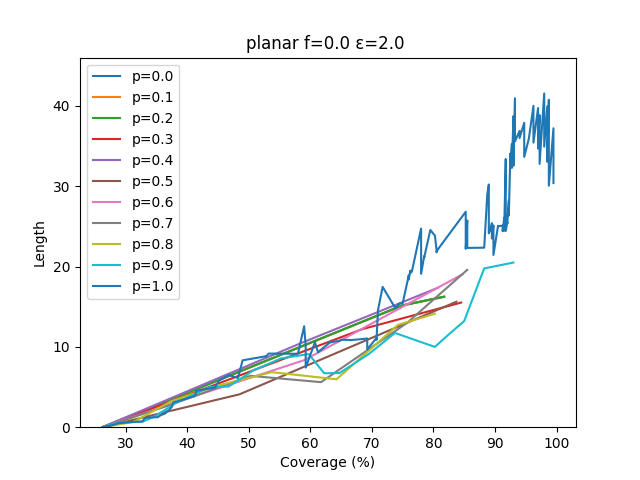 planar f=0.0 ε=2.0
p=0.0
p=0.1
p=0.2
p=0.3
p=0.4
p=0.5
p=0.6
p=0.7
p=0.8
p=0.9
p=1.0
Length
40
30
20
10
0
30 40 50 60 70 80 90 100
Coverage (%)